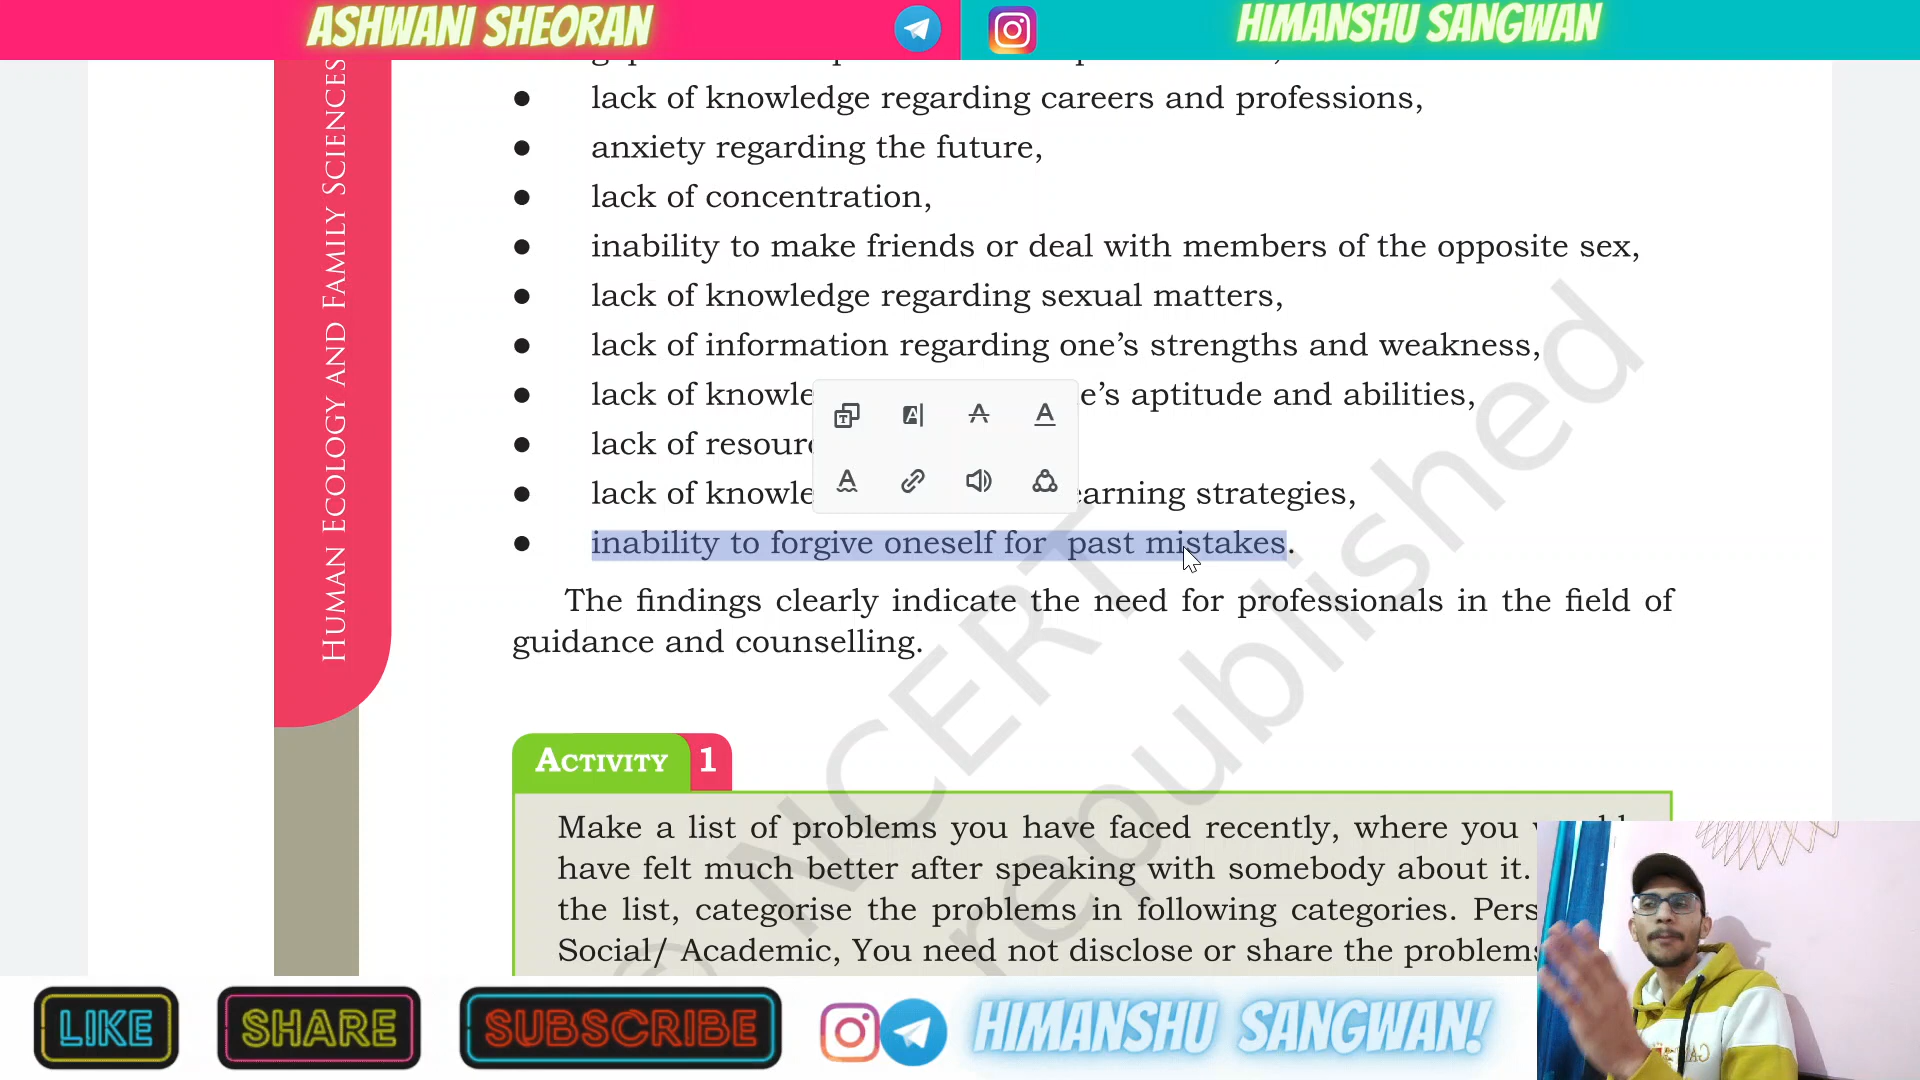 ASHWANI SHEORAN
HIMANSHU SANGWAN
HUMAN ECOLOGY AND FAMILY SCIENCES
● lack of knowledge regarding careers and professions,
● anxiety regarding the future,
● lack of concentration,
● inability to make friends or deal with members of the opposite sex,
● lack of knowledge regarding sexual matters,
● lack of information regarding one's strengths and weakness,
● lack of knowle e's aptitude and abilities,
● lack of resour
● lack of knowle earning strategies,
● inability to forgive oneself for past mistakes.
The findings clearly indicate the need for professionals in the field of
guidance and counselling.
© NCERT
republished
ACTIVITY 1
Make a list of problems you have faced recently, where you
have felt much better after speaking with somebody about it.
the list, categorise the problems in following categories. Pers
Social/ Academic, You need not disclose or share the problems
LIKE
SHARE
SUBSCRIBE
HIMANSHU SANGWAN!